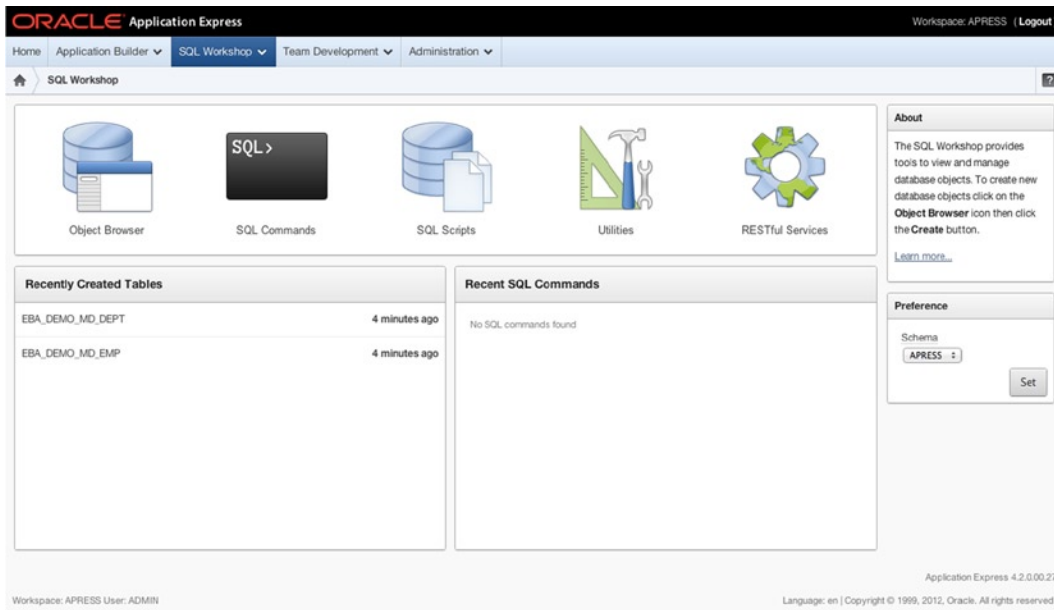 ORACLE Application Express
Workspace: APRESS ( Logout
Home Application Builder SQL Workshop Team Development Administration
SQL Workshop
?
SQL>
Object Browser
SQL Commands
SQL Scripts
Utilities
RESTful Services
About
The SQL Workshop provides
tools to view and manage
database objects. To create new
database objects click on the
Object Browser icon then click
the Create button.
Learn more...
Recently Created Tables
EBA_DEMO_MD_DEPT 4 minutes ago
EBA_DEMO_MD_EMP 4 minutes ago
Recent SQL Commands
No SQL commands found
Preference
Schema
APRESS
Set
Application Express 4.2.0.00.27
Workspace: APRESS User: ADMIN
Language: en | Copyright © 1999, 2012, Oracle. All rights reserved